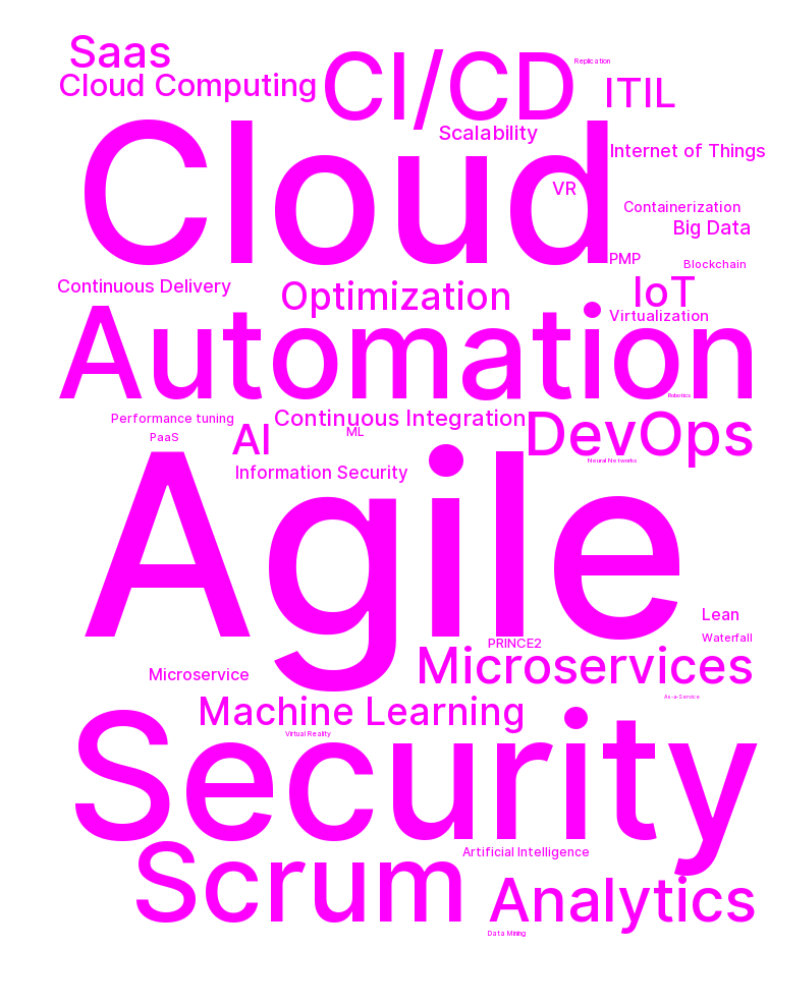 Saas
Cloud Computing
CI/CD
Replication
ITIL
Scalability
Cloud
Internet of Things
VR
Containerization
Big Data
PMP
Blockchain
Continuous Delivery
Optimization
IoT
Virtualization
Automation
Robotics
Performance tuning
PaaS
AI
Continuous Integration
ML
DevOps
Neural Networks
Information Security
Agile
Lean
Waterfall
PRINCE2
Microservices
Microservice
As-a-Service
Machine Learning
Virtual Reality
Security
Scrum
Artificial Intelligence
Analytics
Data Mining